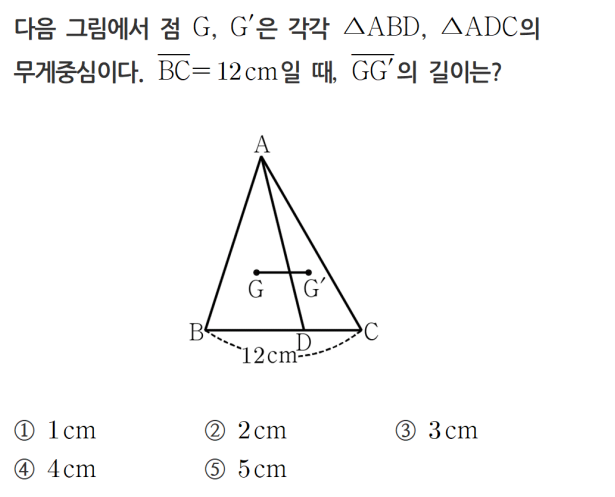 다음 그림에서 점 G, G′은 각각 △ABD, △ADC의
무게중심이다. BC=12cm일 때, GG′의 길이는?
A
G G′
B D C
12cm
① 1cm ② 2cm ③ 3cm
④ 4cm ⑤ 5cm